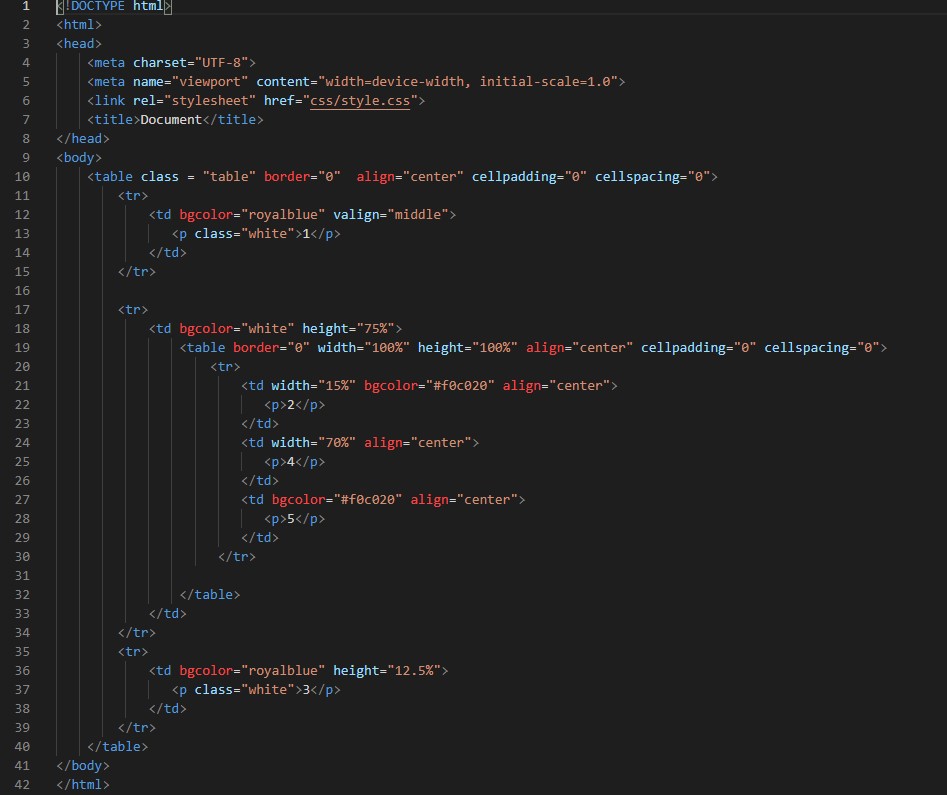 1 <!DOCTYPE html>
2 <html>
3 <head>
4     <meta charset="UTF-8">
5     <meta name="viewport" content="width=device-width, initial-scale=1.0">
6     <link rel="stylesheet" href="css/style.css">
7     <title>Document</title>
8 </head>
9 <body>
10     <table class = "table" border="0"  align="center" cellpadding="0" cellspacing="0">
11         <tr>
12             <td bgcolor="royalblue" valign="middle">
13                <p class="white">1</p>
14             </td>
15         </tr>
16
17         <tr>
18             <td bgcolor="white" height="75%">
19                 <table border="0" width="100%" height="100%" align="center" cellpadding="0" cellspacing="0">
20                     <tr>
21                         <td width="15%" bgcolor="#f0c020" align="center">
22                            <p>2</p>
23                         </td>
24                         <td width="70%" align="center">
25                            <p>4</p>
26                         </td>
27                         <td bgcolor="#f0c020" align="center">
28                            <p>5</p>
29                         </td>
30                      </tr>
31
32                 </table>
33             </td>
34         </tr>
35         <tr>
36             <td bgcolor="royalblue" height="12.5%">
37                <p class="white">3</p>
38             </td>
39         </tr>
40     </table>
41 </body>
42 </html>